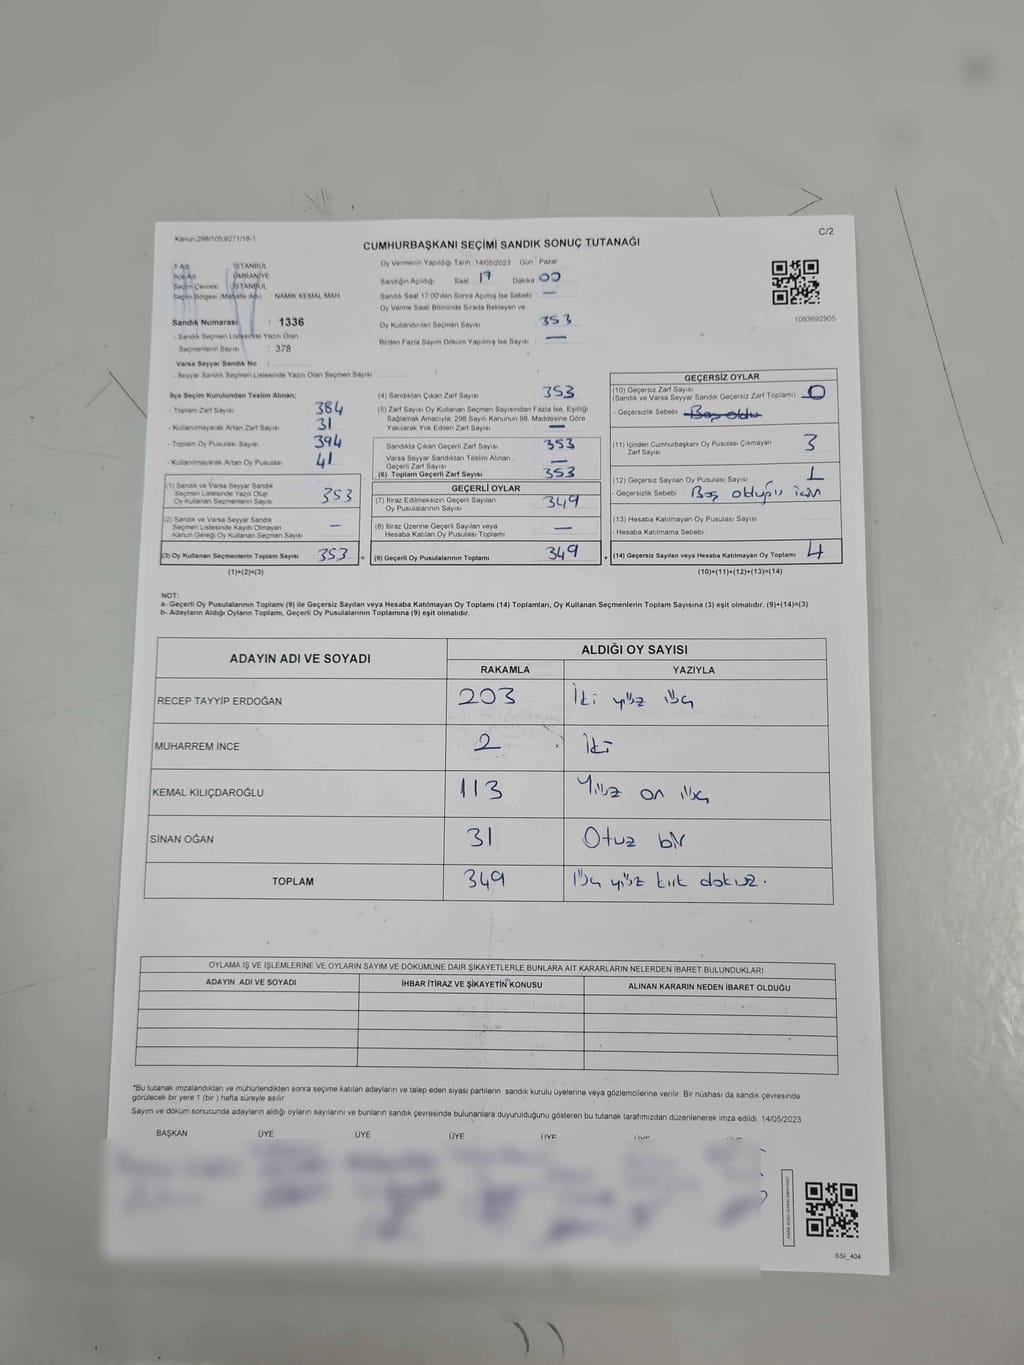 Kanun:298/105,6271/18-1
C/2
CUMHURBAŞKANI SEÇİMİ SANDIK SONUÇ TUTANAĞI
İl Adı İSTANBUL
İlçe Adı ÜMRANİYE
Seçim Çevresi İSTANBUL
Seçim Bölgesi (Mahalle Adı) NAMIK KEMAL MAH
Sandık Numarası : 1336
- Sandık Seçmen Listesinde Yazılı Olan
Seçmenlerin Sayısı : 378
Varsa Seyyar Sandık No :
- Seyyar Sandık Seçmen Listesinde Yazılı Olan Seçmen Sayısı
Oy Vermenin Yapıldığı Tarih :14/05/2023 Gün Pazar
Sandığın Açıldığı Saat 17 Dakika 00
Sandık Saat 17:00'den Sonra Açılmış İse Sebebi —
Oy Verme Saati Bitiminde Sırada Bekleyen ve
Oy Kullandırılan Seçmen Sayısı 353
Birden Fazla Sayım Döküm Yapılmış İse Sayısı —
1093692905
İlçe Seçim Kurulundan Teslim Alınan;
- Toplam Zarf Sayısı 384
- Kullanılmayarak Artan Zarf Sayısı 31
- Toplam Oy Pusulası Sayısı 394
- Kullanılmayarak Artan Oy Pusulası 41
(1) Sandık ve Varsa Seyyar Sandık
Seçmen Listesinde Yazılı Olup
Oy Kullanan Seçmenlerin Sayısı 353
(2) Sandık ve Varsa Seyyar Sandık
Seçmen Listesinde Kayıtlı Olmayan
Kanun Gereği Oy Kullanan Seçmen Sayısı —
(3) Oy Kullanan Seçmenlerin Toplam Sayısı 353 =
(1)+(2)=(3)
(4) Sandıktan Çıkan Zarf Sayısı 353
(5) Zarf Sayısı Oy Kullanan Seçmen Sayısından Fazla İse, Eşitliği
Sağlamak Amacıyla, 298 Sayılı Kanunun 98. Maddesine Göre
Yakılarak Yok Edilen Zarf Sayısı —
Sandıkta Çıkan Geçerli Zarf Sayısı 353
Varsa Seyyar Sandıktan Teslim Alınan
Geçerli Zarf Sayısı —
(6) Toplam Geçerli Zarf Sayısı 353
GEÇERLİ OYLAR
(7) İtiraz Edilmeksizin Geçerli Sayılan
Oy Pusulalarının Sayısı 349
(8) İtiraz Üzerine Geçerli Sayılan veya
Hesaba Katılan Oy Pusulası Toplamı —
(9) Geçerli Oy Pusulalarının Toplamı 349 +
GEÇERSİZ OYLAR
(10) Geçersiz Zarf Sayısı
(Sandık ve Varsa Seyyar Sandık Geçersiz Zarf Toplamı) 0
- Geçersizlik Sebebi
(11) İçinden Cumhurbaşkanı Oy Pusulası Çıkmayan
Zarf Sayısı 3
(12) Geçersiz Sayılan Oy Pusulası Sayısı 1
- Geçersizlik Sebebi Boş olduğu için
(13) Hesaba Katılmayan Oy Pusulası Sayısı
- Hesaba Katılmama Sebebi
(14) Geçersiz Sayılan veya Hesaba Katılmayan Oy Toplamı 4
(10)+(11)+(12)+(13)=(14)
NOT:
a- Geçerli Oy Pusulalarının Toplamı (9) ile Geçersiz Sayılan veya Hesaba Katılmayan Oy Toplamı (14) Toplamları, Oy Kullanan Seçmenlerin Toplam Sayısına (3) eşit olmalıdır. (9)+(14)=(3)
b- Adayların Aldığı Oyların Toplamı, Geçerli Oy Pusulalarının Toplamına (9) eşit olmalıdır.
ADAYIN ADI VE SOYADI ALDIĞI OY SAYISI
RAKAMLA YAZIYLA
RECEP TAYYİP ERDOĞAN 203 İki yüz üç
MUHARREM İNCE 2 İki
KEMAL KILIÇDAROĞLU 113 Yüz on üç
SİNAN OĞAN 31 Otuz bir
TOPLAM 349 Üç yüz kırk dokuz.
OYLAMA İŞ VE İŞLEMLERİNE VE OYLARIN SAYIM VE DÖKÜMÜNE DAİR ŞİKAYETLERLE BUNLARA AİT KARARLARIN NELERDEN İBARET BULUNDUKLARI
ADAYIN ADI VE SOYADI İHBAR İTİRAZ VE ŞİKAYETİN KONUSU ALINAN KARARIN NEDEN İBARET OLDUĞU
*Bu tutanak imzalandıktan ve mühürlendikten sonra seçime katılan adayların ve talep eden siyasi partilerin sandık kurulu üyelerine veya gözlemcilerine verilir. Bir nüshası da sandık çevresinde
görülecek bir yere 1 (bir ) hafta süreyle asılır.
Sayım ve döküm sonucunda adayların aldığı oyların sayılarını ve bunların sandık çevresinde bulunanlara duyurulduğunu gösteren bu tutanak tarafımızdan düzenlenerek imza edildi. 14/05/2023
BAŞKAN ÜYE ÜYE ÜYE ÜYE
SSI_404